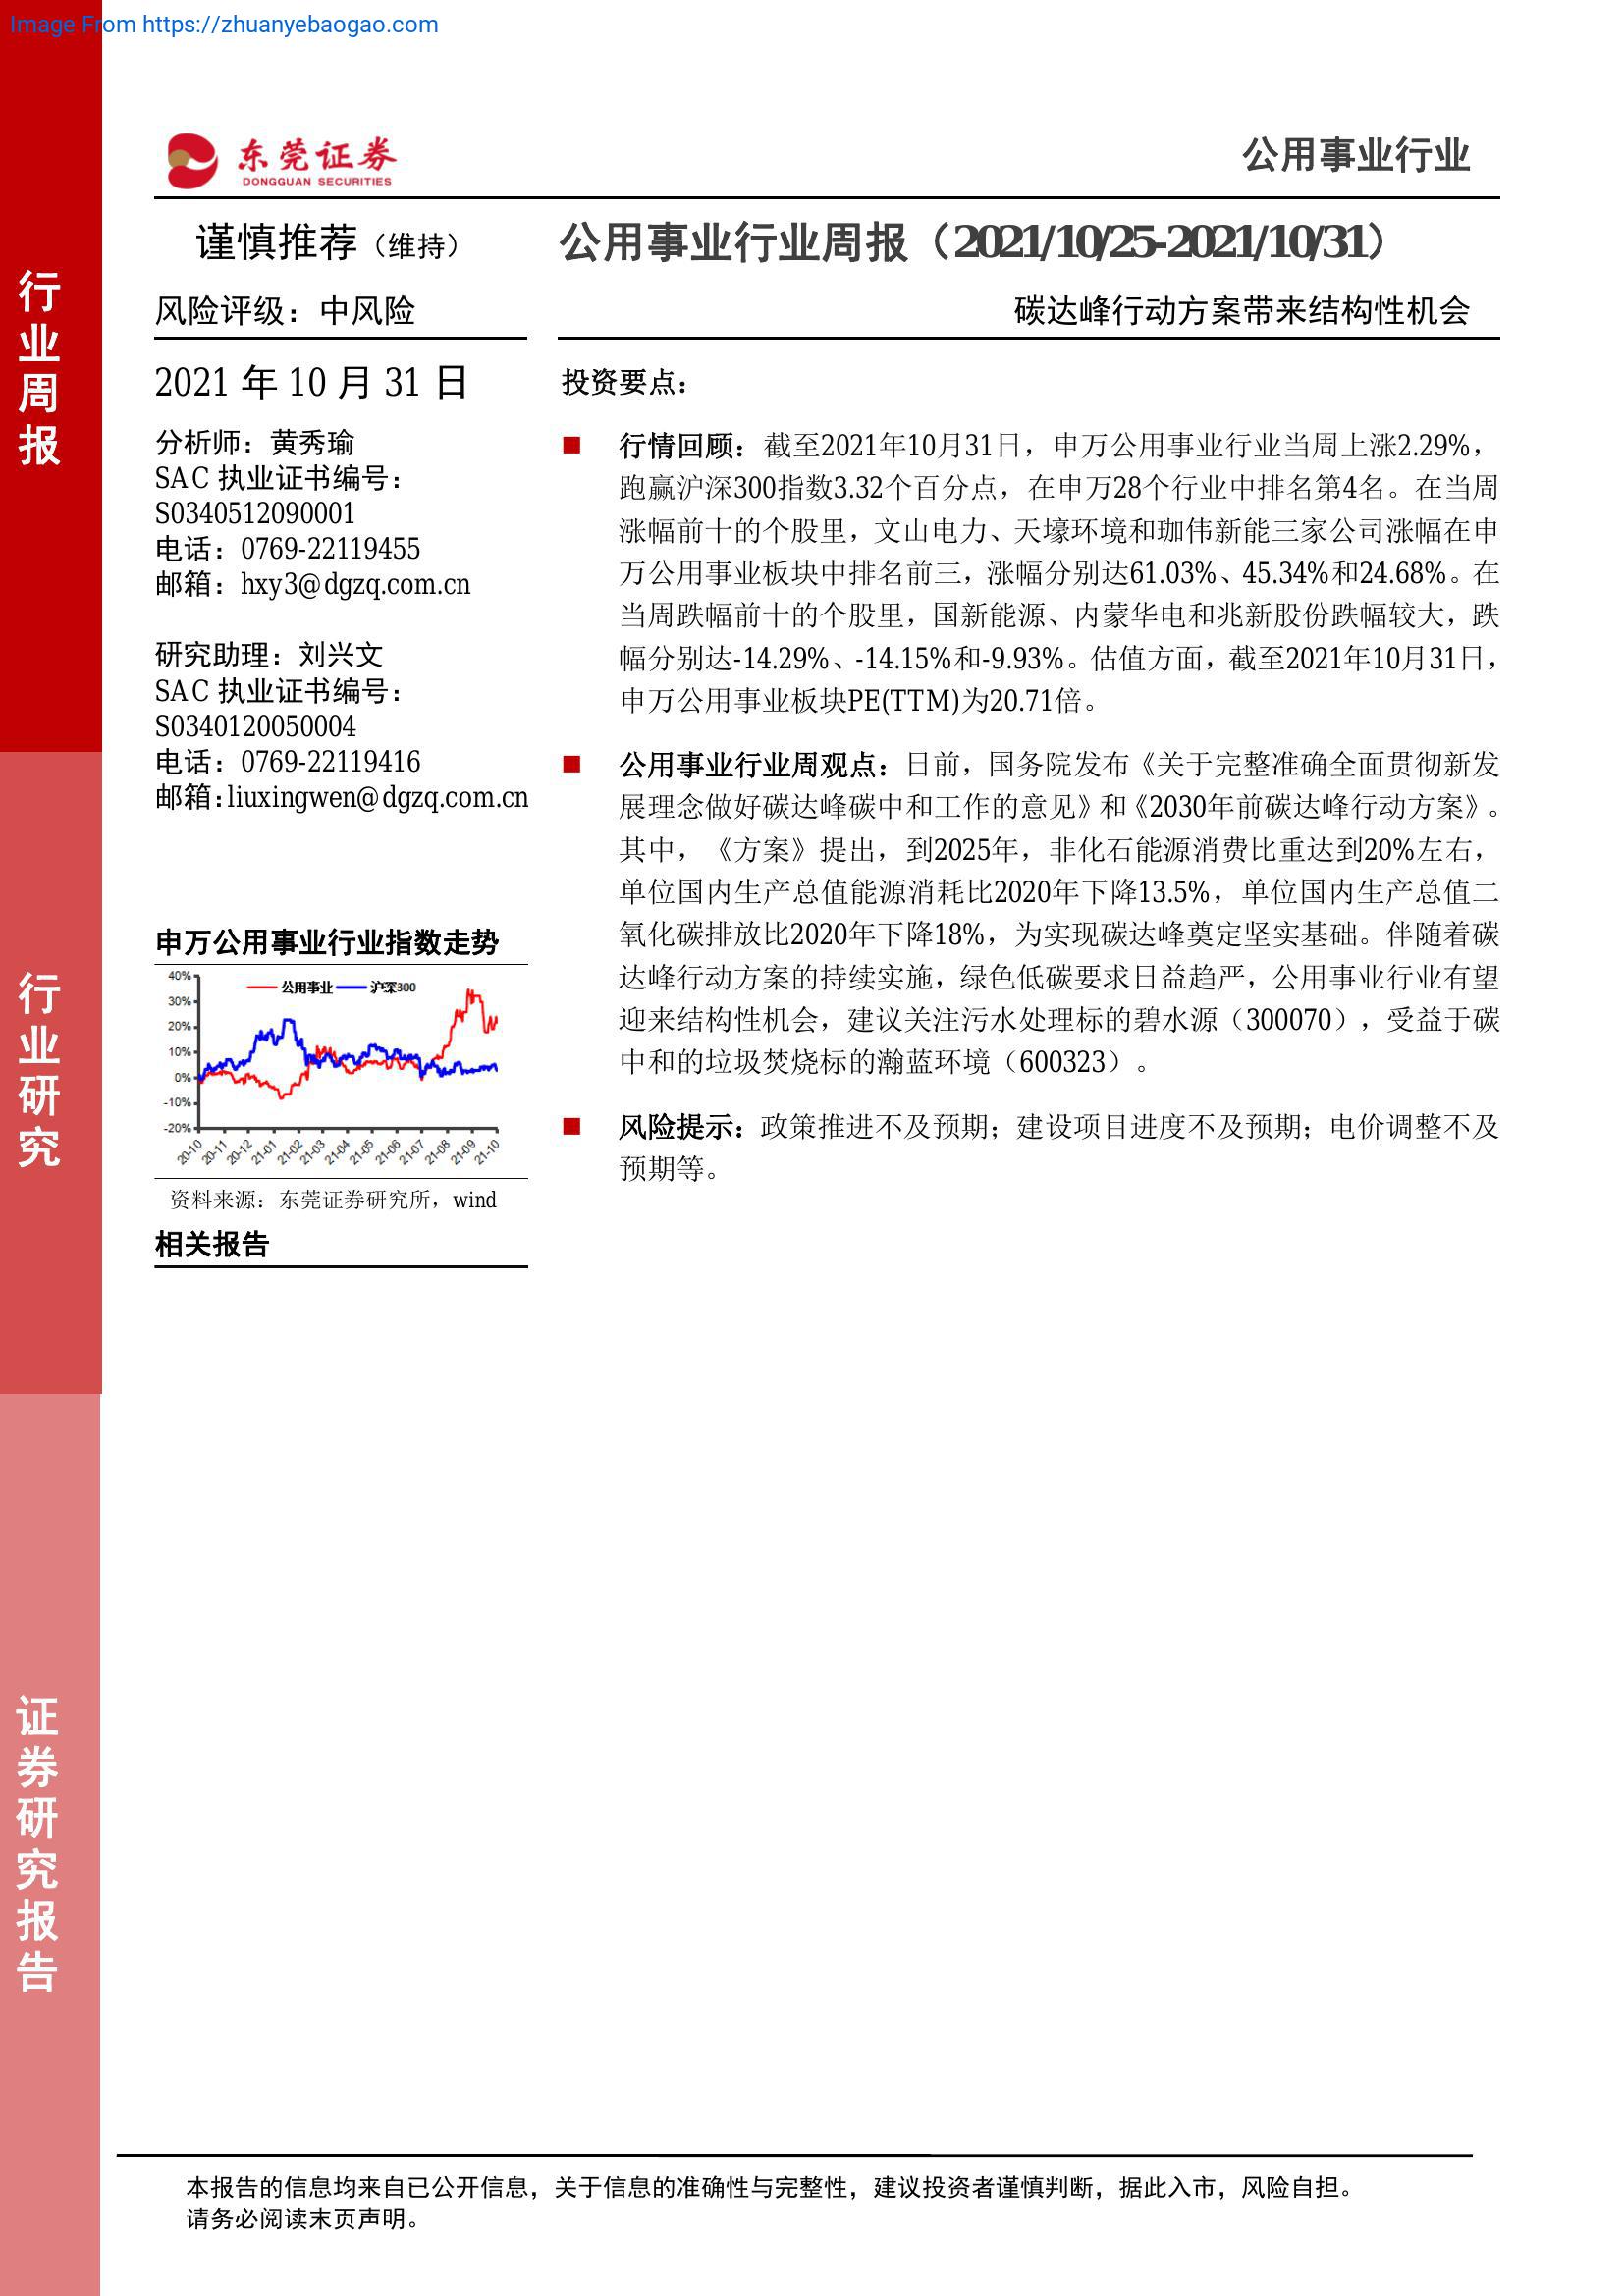 Image From https://zhuanyebaogao.com
东莞证券
DONGGUAN SECURITIES
公用事业行业
行业周报
行业研究
证券研究报告
谨慎推荐（维持）
风险评级：中风险
2021 年 10 月 31 日
分析师：黄秀瑜
SAC 执业证书编号：
S0340512090001
电话：0769-22119455
邮箱：hxy3@dgzq.com.cn
研究助理：刘兴文
SAC 执业证书编号：
S0340120050004
电话：0769-22119416
邮箱：liuxingwen@dgzq.com.cn
申万公用事业行业指数走势
公用事业 沪深300
40%
30%
20%
10%
0%
-10%
-20%
20-10 20-11 20-12 21-01 21-02 21-03 21-04 21-05 21-06 21-07 21-08 21-09 21-10
资料来源：东莞证券研究所，wind
相关报告
公用事业行业周报（2021/10/25-2021/10/31）
碳达峰行动方案带来结构性机会
投资要点：
■ 行情回顾：截至2021年10月31日，申万公用事业行业当周上涨2.29%，
跑赢沪深300指数3.32个百分点，在申万28个行业中排名第4名。在当周
涨幅前十的个股里，文山电力、天壕环境和珈伟新能三家公司涨幅在申
万公用事业板块中排名前三，涨幅分别达61.03%、45.34%和24.68%。在
当周跌幅前十的个股里，国新能源、内蒙华电和兆新股份跌幅较大，跌
幅分别达-14.29%、-14.15%和-9.93%。估值方面，截至2021年10月31日，
申万公用事业板块PE(TTM)为20.71倍。
■ 公用事业行业周观点：日前，国务院发布《关于完整准确全面贯彻新发
展理念做好碳达峰碳中和工作的意见》和《2030年前碳达峰行动方案》。
其中，《方案》提出，到2025年，非化石能源消费比重达到20%左右，
单位国内生产总值能源消耗比2020年下降13.5%，单位国内生产总值二
氧化碳排放比2020年下降18%，为实现碳达峰奠定坚实基础。伴随着碳
达峰行动方案的持续实施，绿色低碳要求日益趋严，公用事业行业有望
迎来结构性机会，建议关注污水处理标的碧水源（300070），受益于碳
中和的垃圾焚烧标的瀚蓝环境（600323）。
■ 风险提示：政策推进不及预期；建设项目进度不及预期；电价调整不及
预期等。
本报告的信息均来自已公开信息，关于信息的准确性与完整性，建议投资者谨慎判断，据此入市，风险自担。
请务必阅读末页声明。